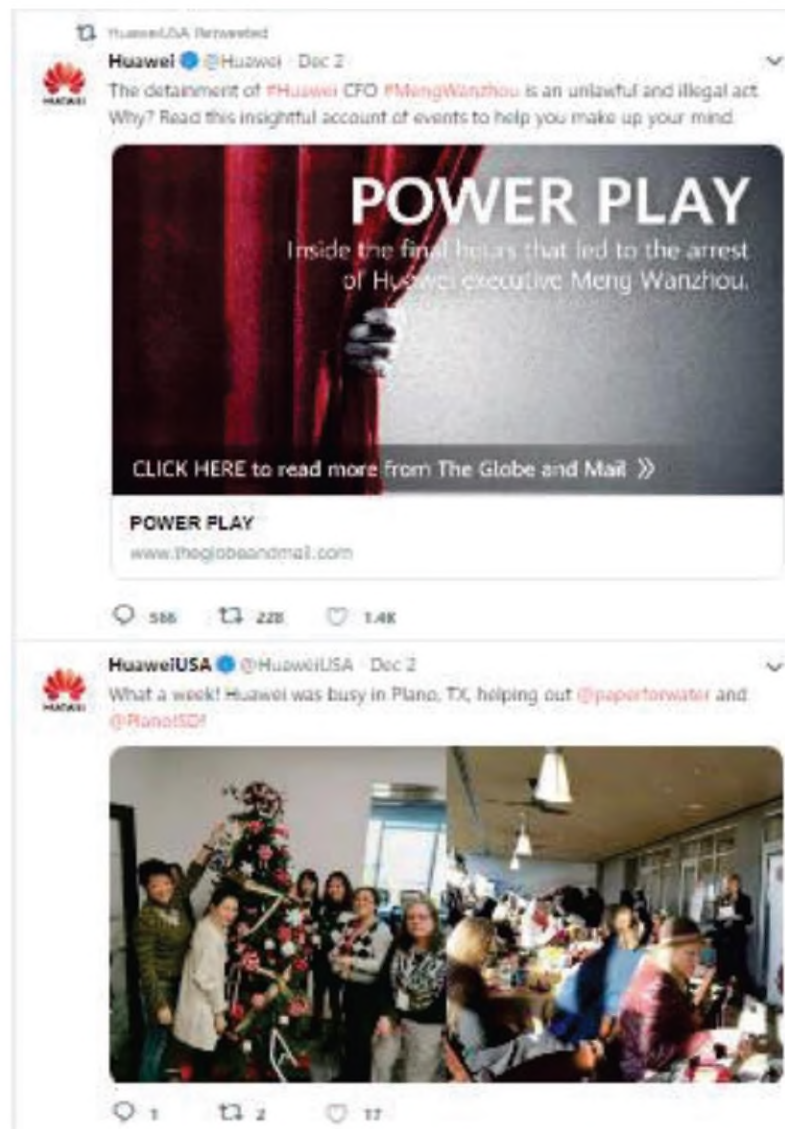 HuaweiUSA Retweeted
Huawei @Huawei · Dec 2
The detainment of #Huawei CFO #MengWanzhou is an unlawful and illegal act.
Why? Read this insightful account of events to help you make up your mind.
HUAWEI
POWER PLAY
Inside the final hours that led to the arrest
of Huawei executive Meng Wanzhou.
CLICK HERE to read more from The Globe and Mail »
POWER PLAY
www.theglobeandmail.com
566 228 1.4K
HuaweiUSA @HuaweiUSA · Dec 2
What a week! Huawei was busy in Plano, TX, helping out @paperforwater and
@PlanoISD!
HUAWEI
1 2 17